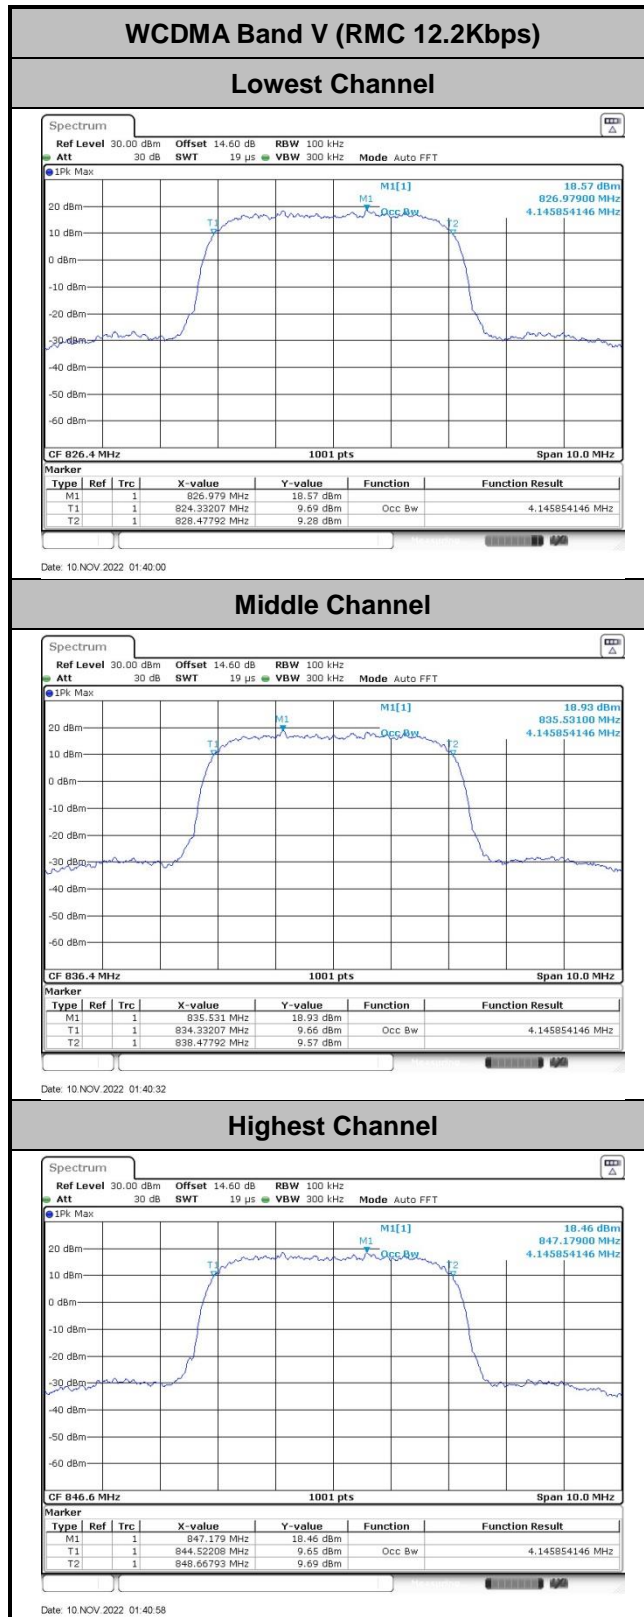 WCDMA Band V (RMC 12.2Kbps)
Lowest Channel
Spectrum
Ref Level 30.00 dBm Offset 14.60 dB RBW 100 kHz
Att 30 dB SWT 19 µs VBW 300 kHz Mode Auto FFT
1Pk Max
M1[1] 18.57 dBm
826.97900 MHz
M1
Occ Bw 4.145854146 MHz
20 dBm
T1
T2
10 dBm
0 dBm
-10 dBm
-20 dBm
-30 dBm
-40 dBm
-50 dBm
-60 dBm
CF 826.4 MHz 1001 pts Span 10.0 MHz
Marker
Type Ref Trc X-value Y-value Function Function Result
M1 1 826.979 MHz 18.57 dBm
T1 1 824.33207 MHz 9.69 dBm Occ Bw 4.145854146 MHz
T2 1 828.47792 MHz 9.28 dBm
Date: 10.NOV.2022 01:40:00
Middle Channel
Spectrum
Ref Level 30.00 dBm Offset 14.60 dB RBW 100 kHz
Att 30 dB SWT 19 µs VBW 300 kHz Mode Auto FFT
1Pk Max
M1[1] 18.93 dBm
835.53100 MHz
M1
Occ Bw 4.145854146 MHz
20 dBm
T1
T2
10 dBm
0 dBm
-10 dBm
-20 dBm
-30 dBm
-40 dBm
-50 dBm
-60 dBm
CF 836.4 MHz 1001 pts Span 10.0 MHz
Marker
Type Ref Trc X-value Y-value Function Function Result
M1 1 835.531 MHz 18.93 dBm
T1 1 834.33207 MHz 9.66 dBm Occ Bw 4.145854146 MHz
T2 1 838.47792 MHz 9.57 dBm
Date: 10.NOV.2022 01:40:32
Highest Channel
Spectrum
Ref Level 30.00 dBm Offset 14.60 dB RBW 100 kHz
Att 30 dB SWT 19 µs VBW 300 kHz Mode Auto FFT
1Pk Max
M1[1] 18.46 dBm
847.17900 MHz
M1
Occ Bw 4.145854146 MHz
20 dBm
T1
T2
10 dBm
0 dBm
-10 dBm
-20 dBm
-30 dBm
-40 dBm
-50 dBm
-60 dBm
CF 846.6 MHz 1001 pts Span 10.0 MHz
Marker
Type Ref Trc X-value Y-value Function Function Result
M1 1 847.179 MHz 18.46 dBm
T1 1 844.52208 MHz 9.65 dBm Occ Bw 4.145854146 MHz
T2 1 848.66793 MHz 9.69 dBm
Date: 10.NOV.2022 01:40:58